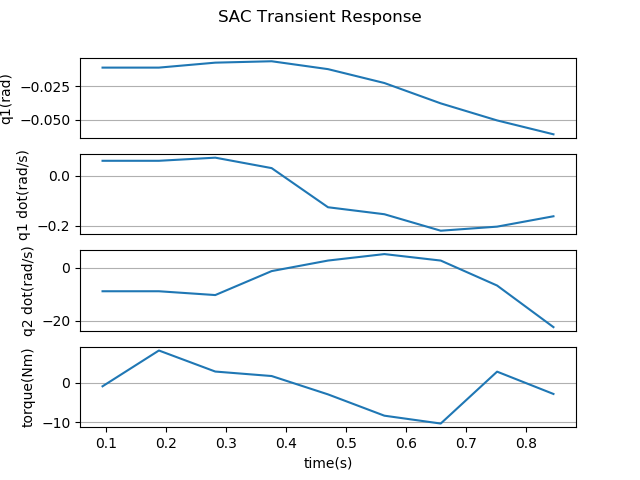 SAC Transient Response
q1(rad)
−0.025
−0.050
q1 dot(rad/s)
0.0
−0.2
q2 dot(rad/s)
0
−20
torque(Nm)
0
−10
0.1 0.2 0.3 0.4 0.5 0.6 0.7 0.8
time(s)